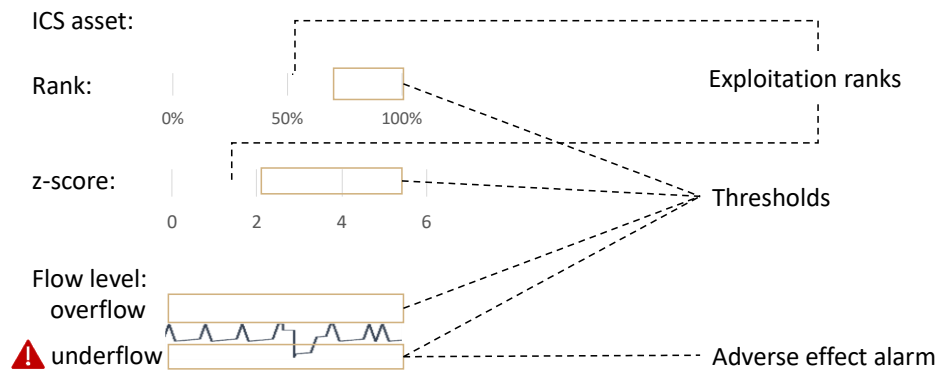 ICS asset:
Rank:
Exploitation ranks
0% 50% 100%
z-score:
Thresholds
0 2 4 6
Flow level:
overflow
underflow
Adverse effect alarm